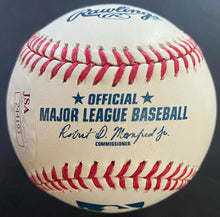 Rawlings
OFFICIAL
MAJOR LEAGUE BASEBALL
Robert D. Manfred Jr.
COMMISSIONER
JSA